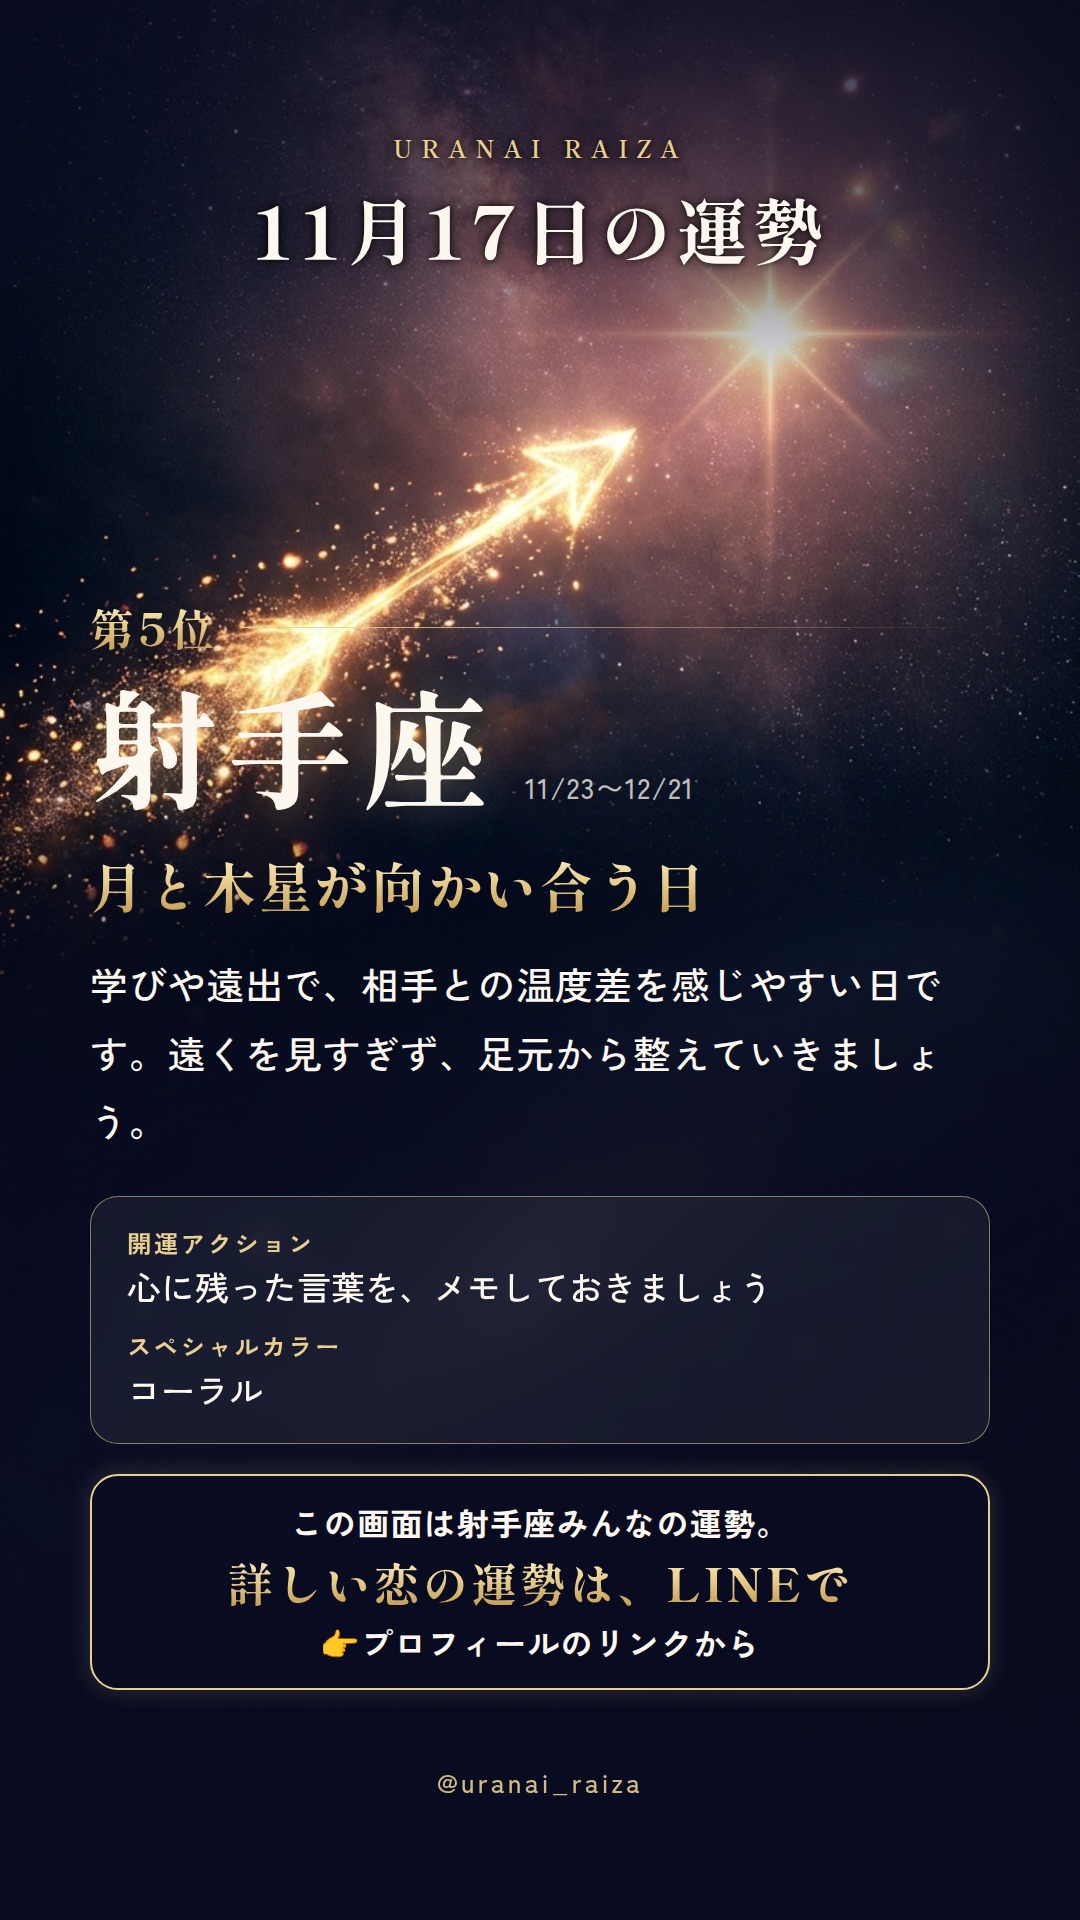 URANAI RAIZA
11月17日の運勢
第5位
射手座 11/23〜12/21
月と木星が向かい合う日
学びや遠出で、相手との温度差を感じやすい日で
す。遠くを見すぎず、足元から整えていきましょ
う。
開運アクション
心に残った言葉を、メモしておきましょう
スペシャルカラー
コーラル
この画面は射手座みんなの運勢。
詳しい恋の運勢は、LINEで
👉プロフィールのリンクから
@uranai_raiza